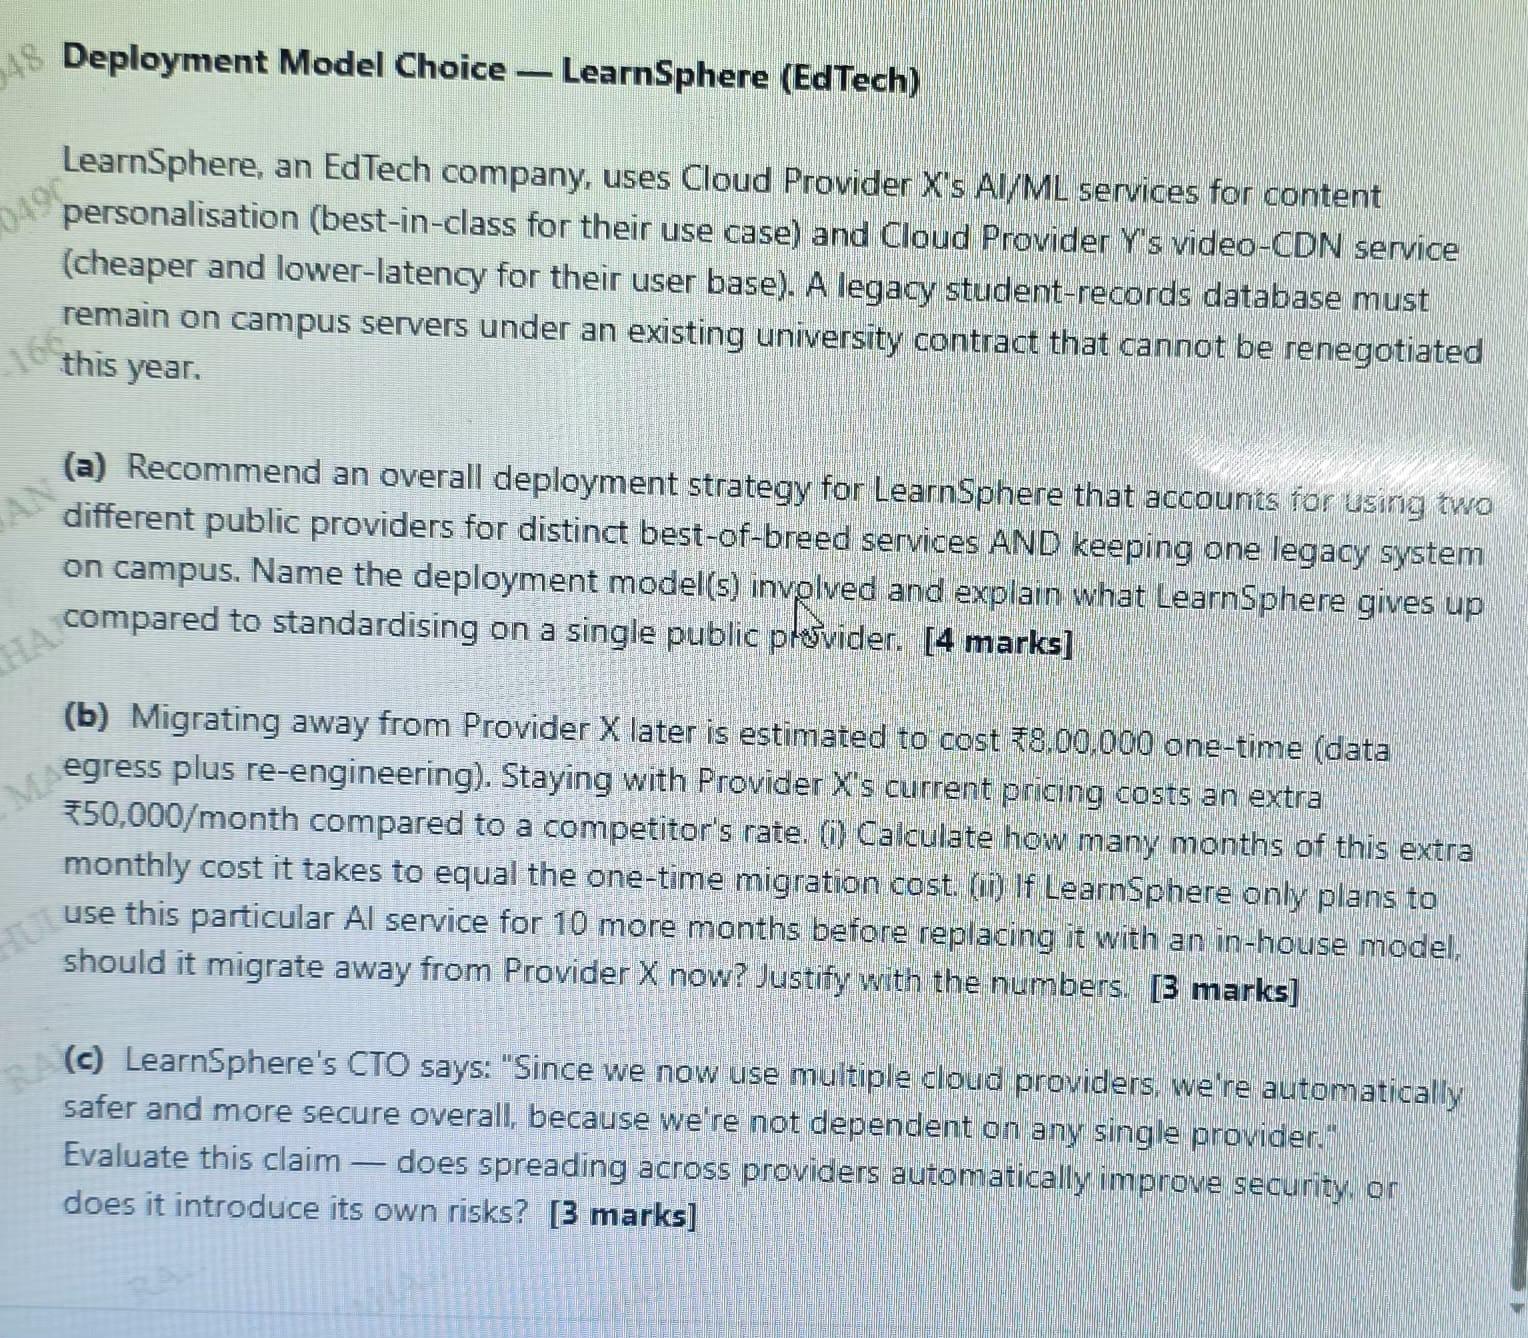 048
Deployment Model Choice — LearnSphere (EdTech)
LearnSphere, an EdTech company, uses Cloud Provider X's AI/ML services for content
personalisation (best-in-class for their use case) and Cloud Provider Y's video-CDN service
(cheaper and lower-latency for their user base). A legacy student-records database must
remain on campus servers under an existing university contract that cannot be renegotiated
this year.
(a) Recommend an overall deployment strategy for LearnSphere that accounts for using two
different public providers for distinct best-of-breed services AND keeping one legacy system
on campus. Name the deployment model(s) involved and explain what LearnSphere gives up
compared to standardising on a single public provider. [4 marks]
(b) Migrating away from Provider X later is estimated to cost ₹8,00,000 one-time (data
egress plus re-engineering). Staying with Provider X's current pricing costs an extra
₹50,000/month compared to a competitor's rate. (i) Calculate how many months of this extra
monthly cost it takes to equal the one-time migration cost. (ii) If LearnSphere only plans to
use this particular AI service for 10 more months before replacing it with an in-house model,
should it migrate away from Provider X now? Justify with the numbers. [3 marks]
(c) LearnSphere's CTO says: "Since we now use multiple cloud providers, we're automatically
safer and more secure overall, because we're not dependent on any single provider."
Evaluate this claim — does spreading across providers automatically improve security, or
does it introduce its own risks? [3 marks]